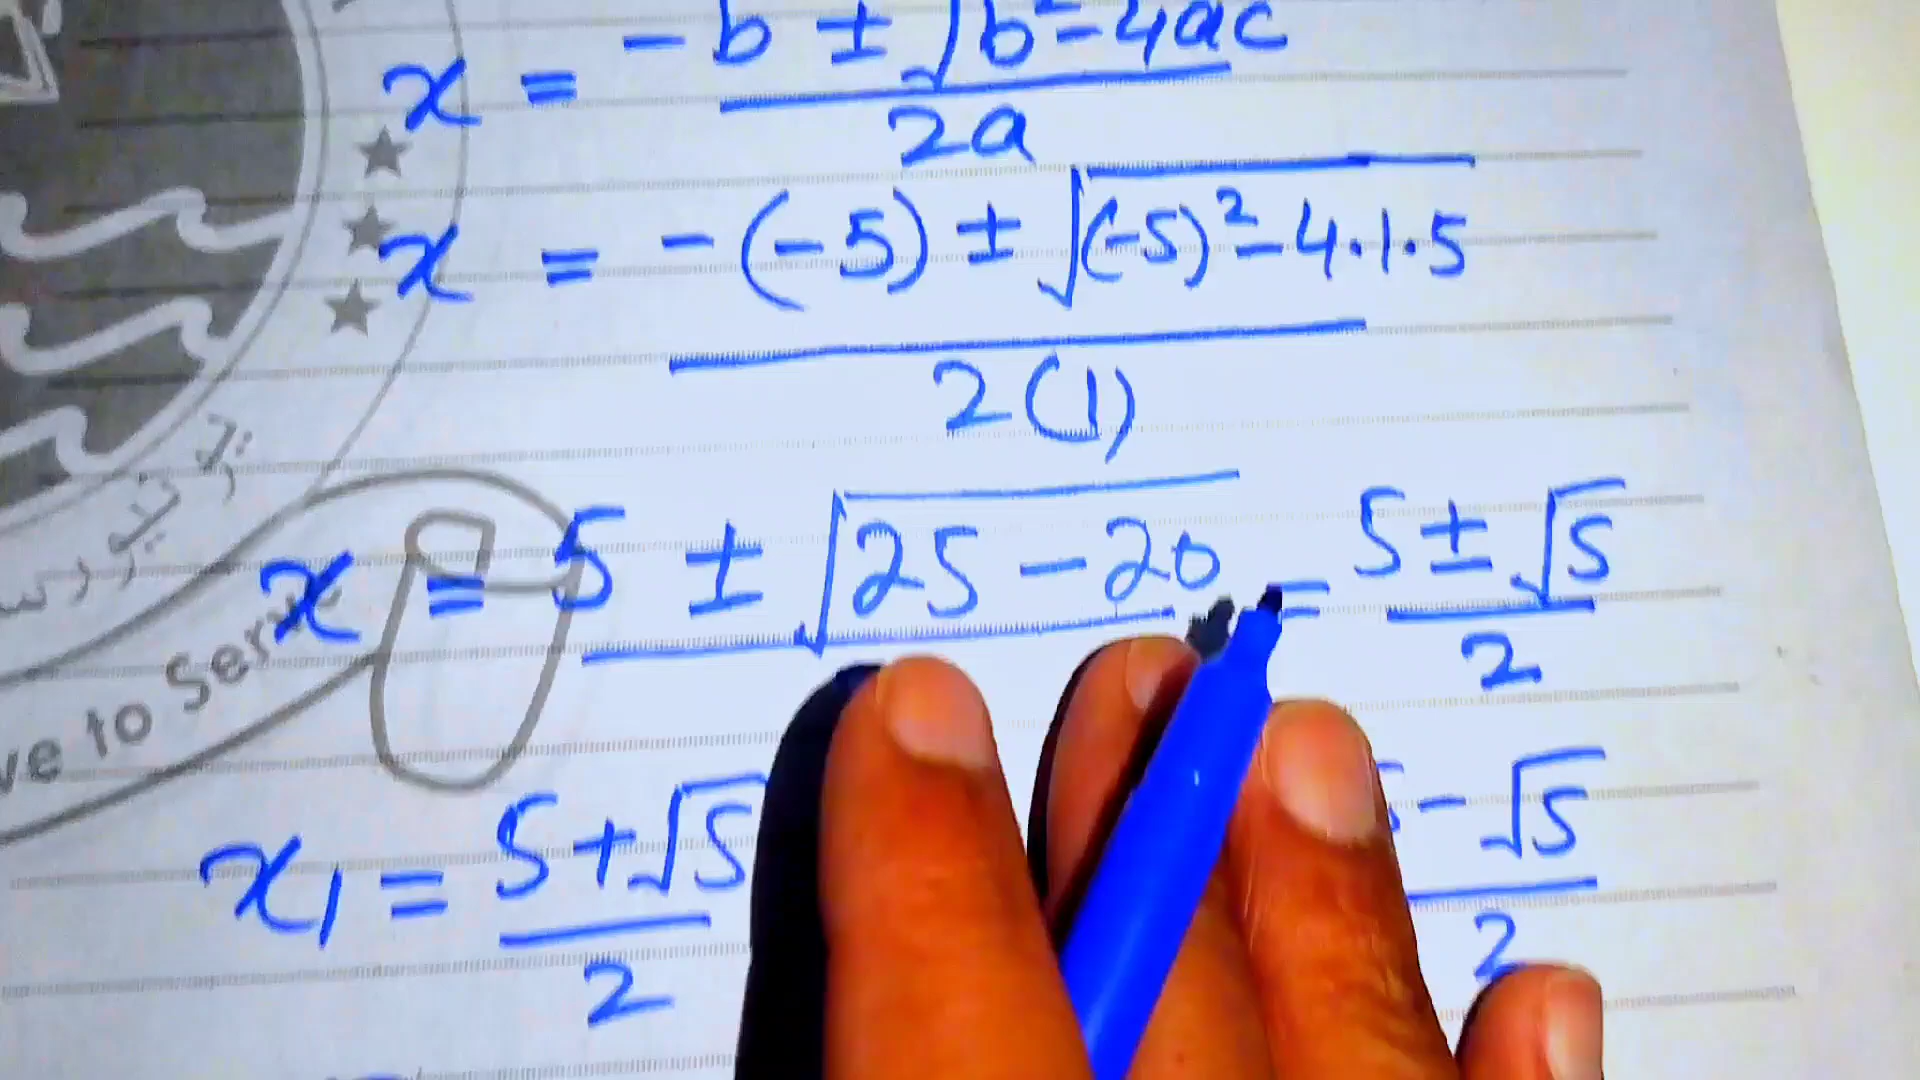 x = (-b ± √(b²-4ac)) / 2a
x = (-(-5) ± √((-5)²-4·1·5)) / 2(1)
x = 5 ± √(25-20) = (5±√5) / 2
x₁ = (5+√5) / 2
-√5 / 2
ve to Serve